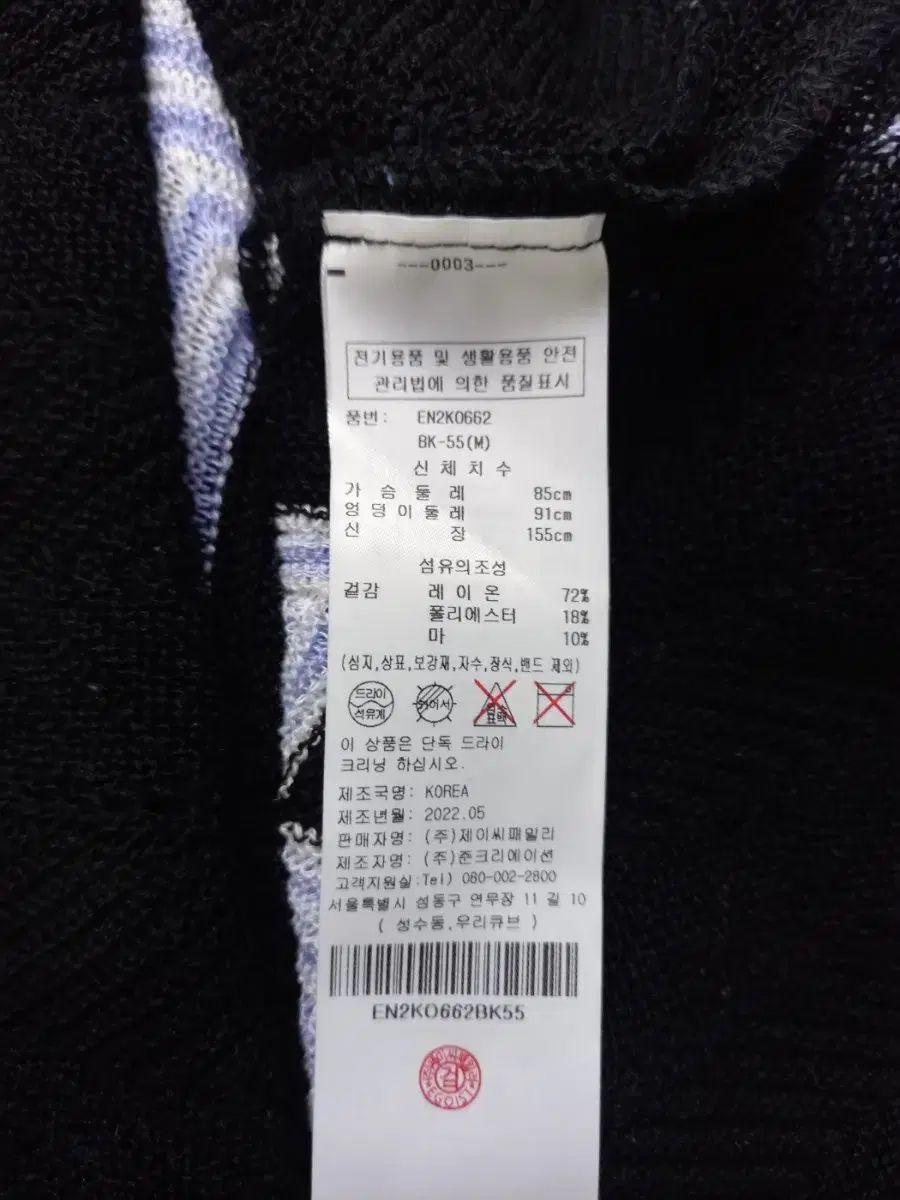 ---0003---
전기용품 및 생활용품 안전
관리법에 의한 품질표시
품번: EN2KO662
BK-55(M)
신체치수
가슴둘레 85cm
엉덩이둘레 91cm
신장 155cm
섬유의조성
겉감 레이온 72%
폴리에스터 18%
마 10%
(심지,상표,보강재,자수,장식,밴드 제외)
드라이
석유계
뉘어서
표백
이 상품은 단독 드라이
크리닝 하십시오.
제조국명: KOREA
제조년월: 2022.05
판매자명: (주)제이씨패밀리
제조자명: (주)준크리에이션
고객지원실:Tel) 080-002-2800
서울특별시 성동구 연무장 11 길 10
( 성수동,우리큐브 )
EN2KO662BK55
검
EGOIST